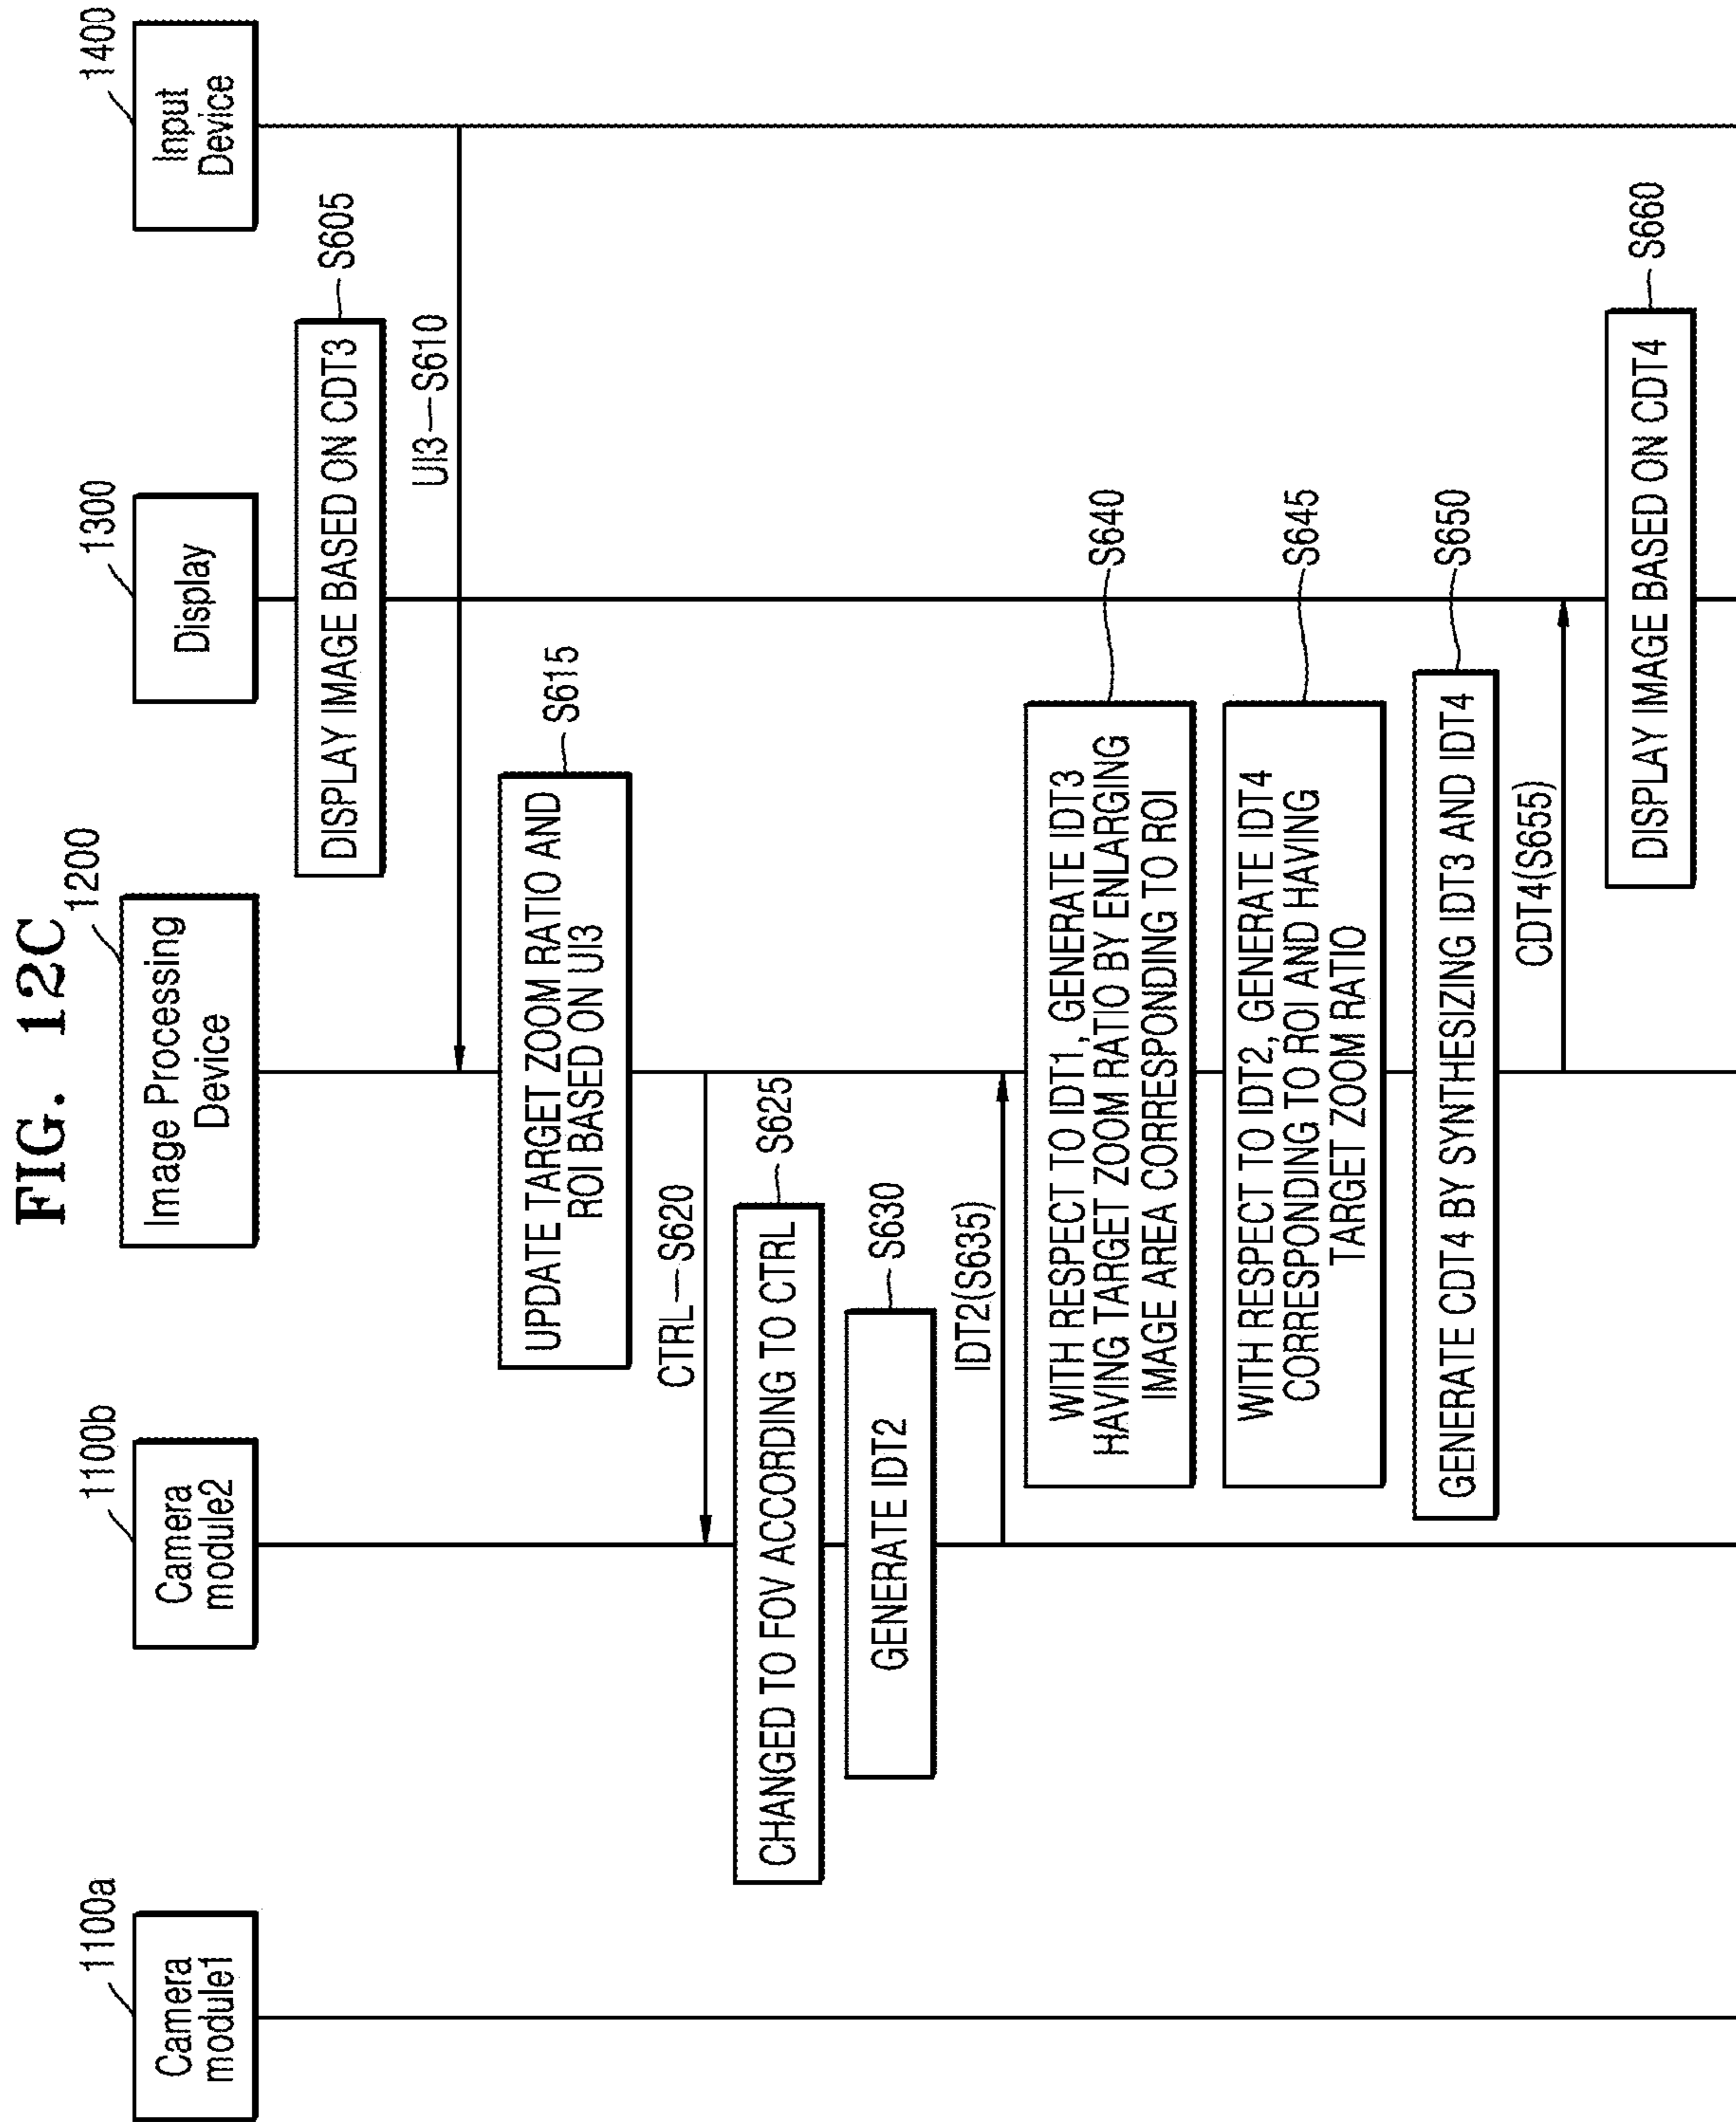 FIG. 12C
1100a
Camera
module1
1100b
Camera
module2
1200
Image Processing
Device
1300
Display
1400
Input
Device
DISPLAY IMAGE BASED ON CDT3
S605
UI3
S610
UPDATE TARGET ZOOM RATIO AND
ROI BASED ON UI3
S615
CTRL
S620
CHANGED TO FOV ACCORDING TO CTRL
S625
GENERATE IDT2
S630
IDT2(S635)
WITH RESPECT TO IDT1, GENERATE IDT3
HAVING TARGET ZOOM RATIO BY ENLARGING
IMAGE AREA CORRESPONDING TO ROI
S640
WITH RESPECT TO IDT2, GENERATE IDT4
CORRESPONDING TO ROI AND HAVING
TARGET ZOOM RATIO
S645
GENERATE CDT4 BY SYNTHESIZING IDT3 AND IDT4
S650
CDT4(S655)
DISPLAY IMAGE BASED ON CDT4
S660